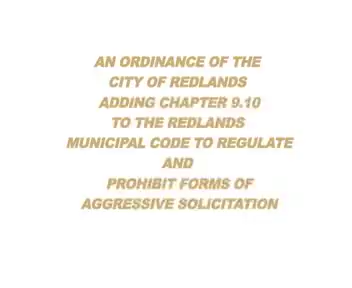 AN ORDINANCE OF THE
CITY OF REDLANDS
ADDING CHAPTER 9.10
TO THE REDLANDS
MUNICIPAL CODE TO REGULATE
AND
PROHIBIT FORMS OF
AGGRESSIVE SOLICITATION